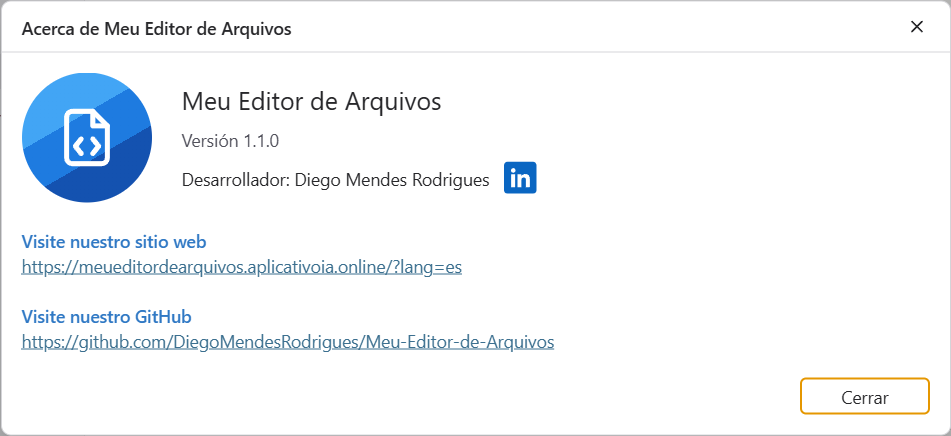 Acerca de Meu Editor de Arquivos
Meu Editor de Arquivos
Versión 1.1.0
Desarrollador: Diego Mendes Rodrigues in
Visite nuestro sitio web
https://meueditordearquivos.aplicativoia.online/?lang=es
Visite nuestro GitHub
https://github.com/DiegoMendesRodrigues/Meu-Editor-de-Arquivos
Cerrar